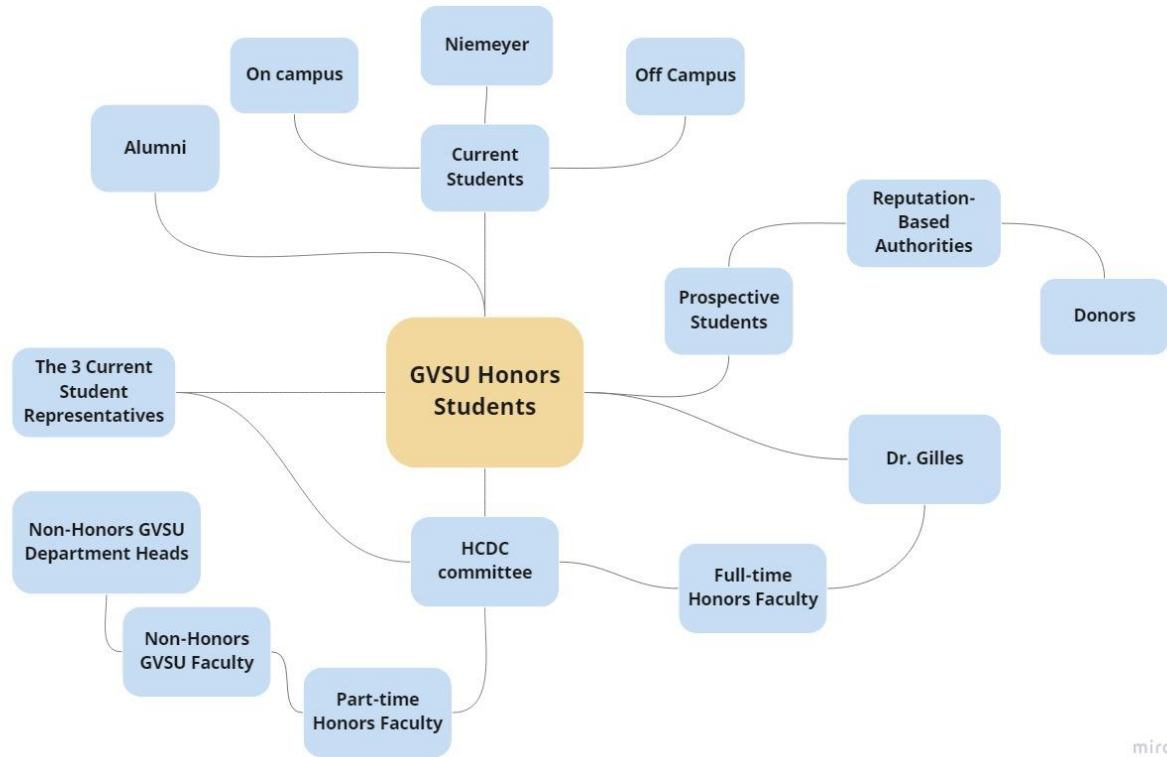 Niemeyer
On campus
Off Campus
Alumni
Current
Students
Reputation-
Based
Authorities
Prospective
Students
Donors
GVSU Honors
Students
The 3 Current
Student
Representatives
Dr. Gilles
Non-Honors GVSU
Department Heads
HCDC
committee
Full-time
Honors Faculty
Non-Honors
GVSU Faculty
Part-time
Honors Faculty
miro